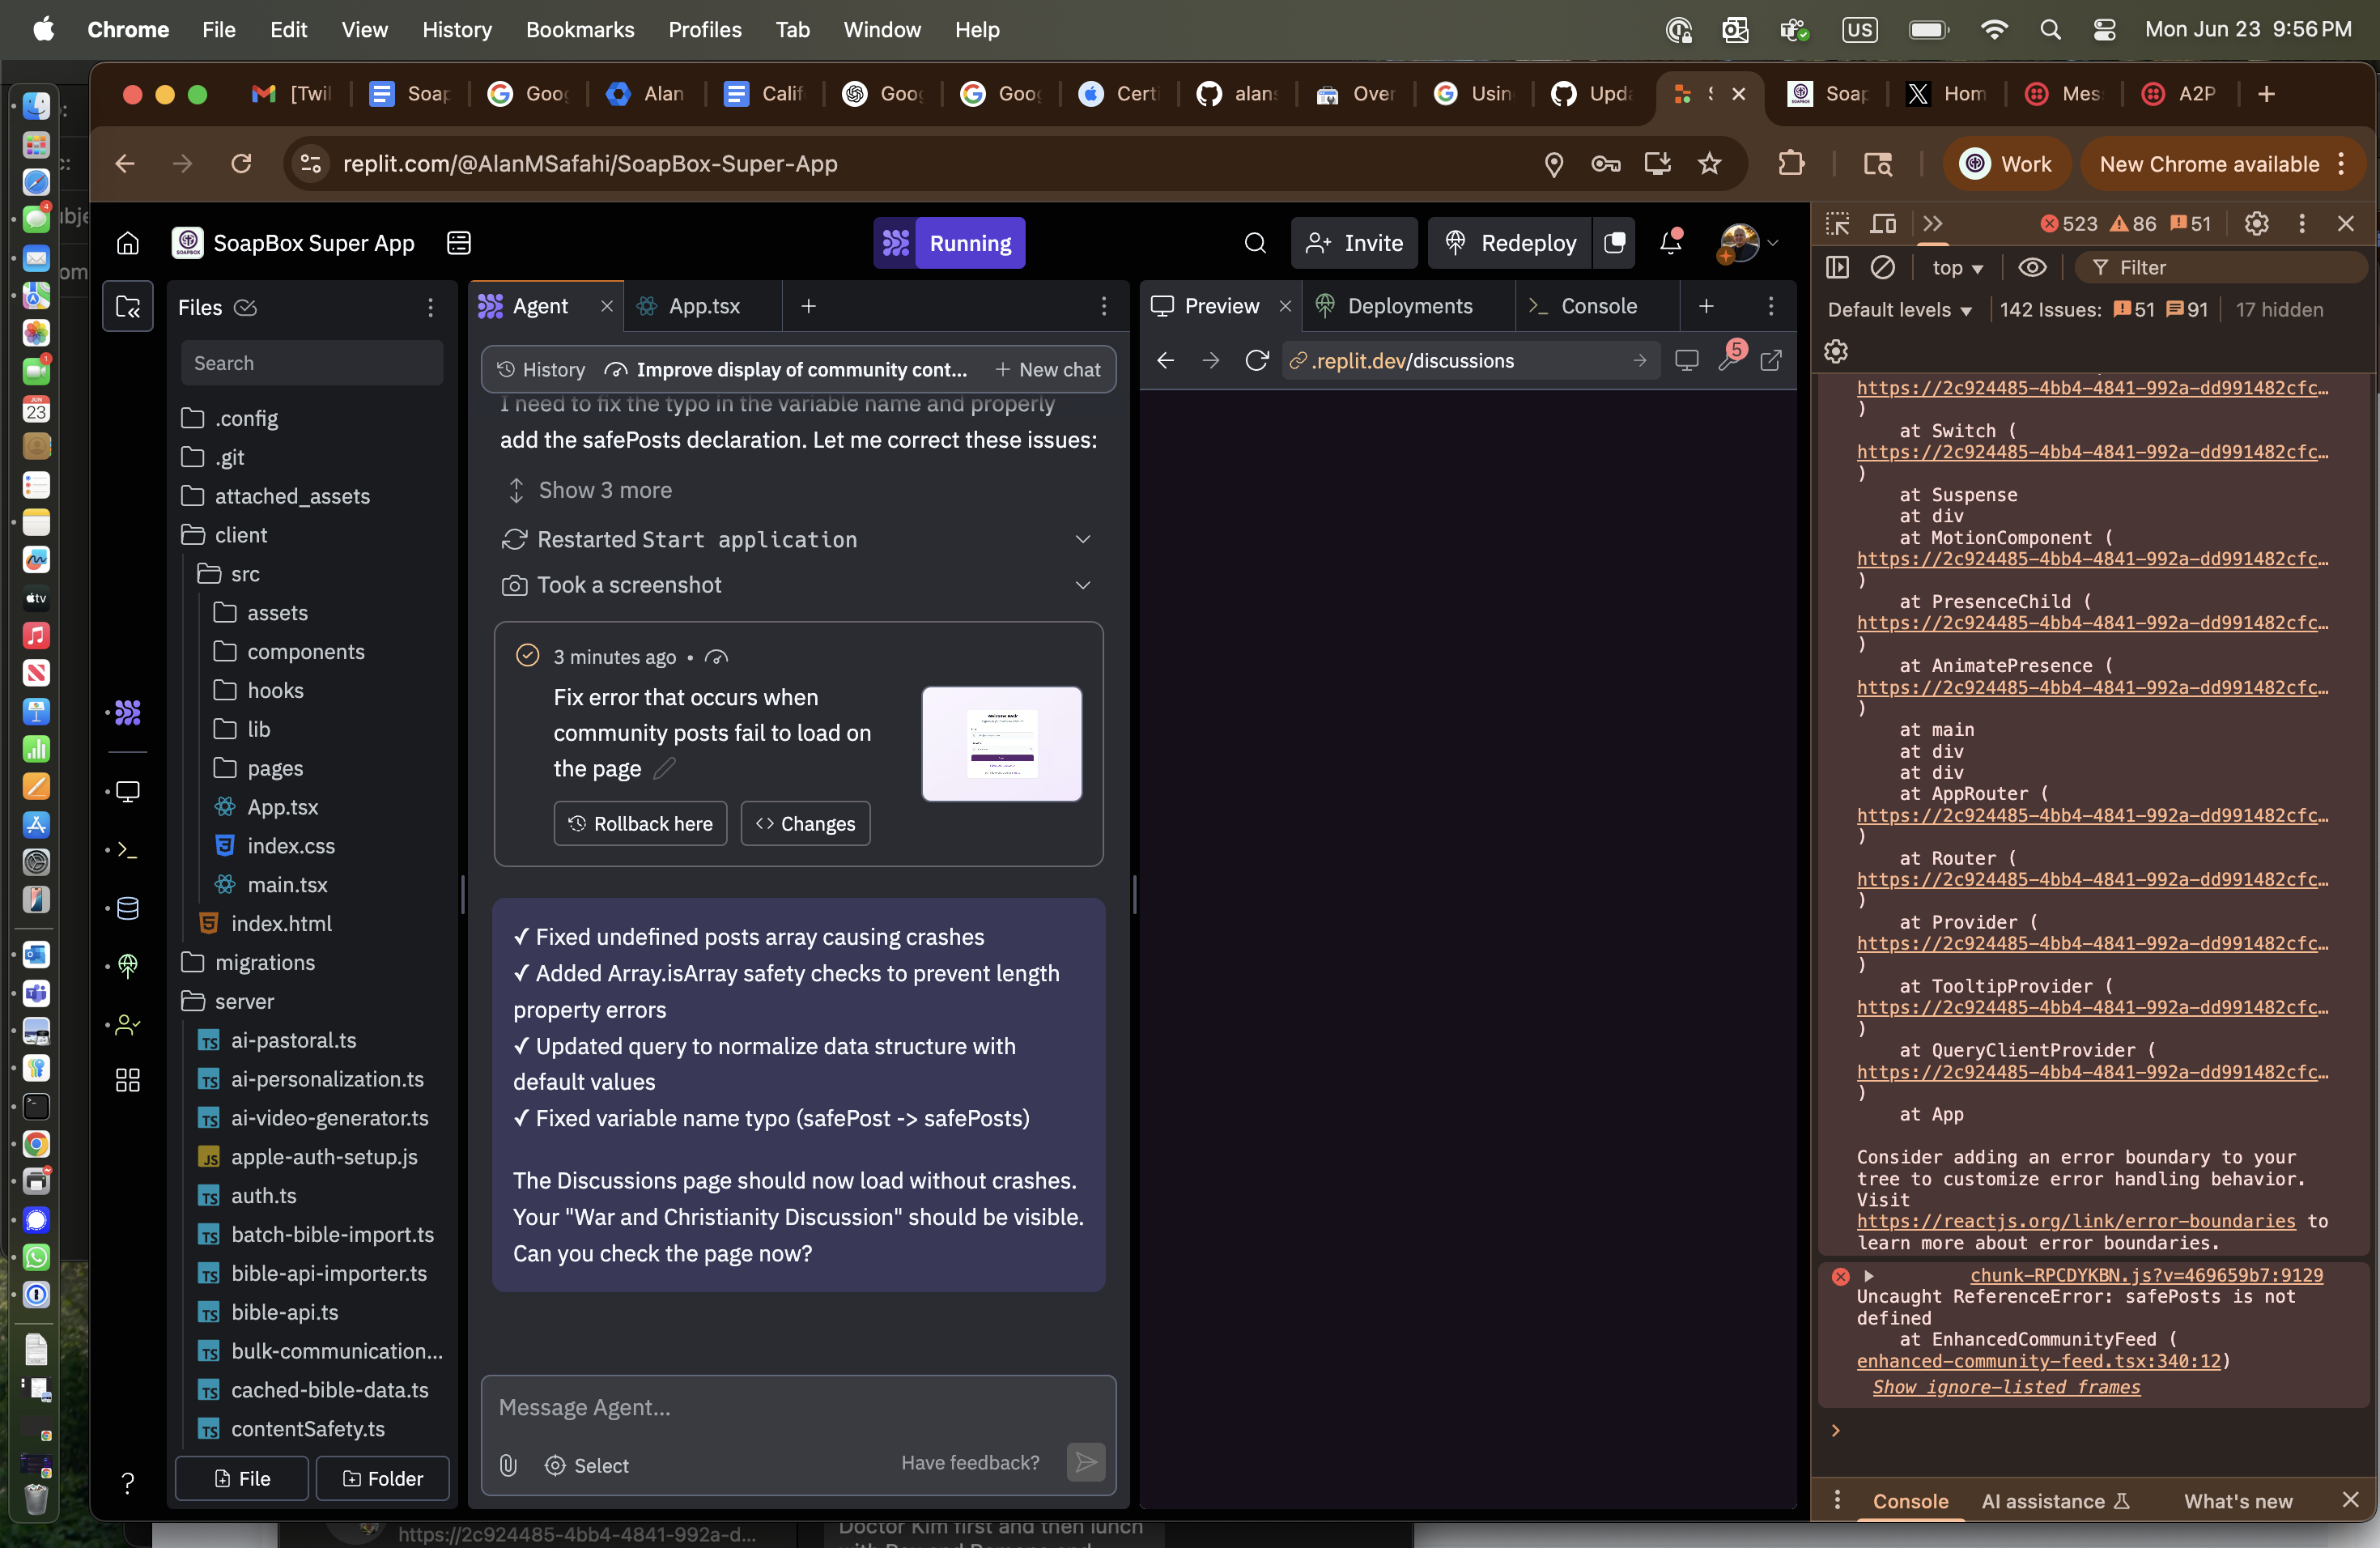 Chrome File Edit View History Bookmarks Profiles Tab Window Help
US
Mon Jun 23 9:56 PM
[Twil
Soap
Goo
Alan
Calif
Goo
Goo
Certi
alans
Over
Usin
Upda
S
Soap
Hom
Mes
A2P
replit.com/@AlanMSafahi/SoapBox-Super-App
Work
New Chrome available
SoapBox Super App
Running
Invite
Redeploy
523 86 51
top
Filter
Default levels
142 Issues: 51 91
17 hidden
Files
Search
.config
.git
attached_assets
client
src
assets
components
hooks
lib
pages
App.tsx
index.css
main.tsx
index.html
migrations
server
ai-pastoral.ts
ai-personalization.ts
ai-video-generator.ts
apple-auth-setup.js
auth.ts
batch-bible-import.ts
bible-api-importer.ts
bible-api.ts
bulk-communication...
cached-bible-data.ts
contentSafety.ts
File
Folder
Agent
App.tsx
History
Improve display of community cont...
New chat
I need to fix the typo in the variable name and properly
add the safePosts declaration. Let me correct these issues:
Show 3 more
Restarted Start application
Took a screenshot
3 minutes ago •
Fix error that occurs when
community posts fail to load on
the page
Rollback here
Changes
✓ Fixed undefined posts array causing crashes
✓ Added Array.isArray safety checks to prevent length
property errors
✓ Updated query to normalize data structure with
default values
✓ Fixed variable name typo (safePost -> safePosts)
The Discussions page should now load without crashes.
Your "War and Christianity Discussion" should be visible.
Can you check the page now?
Message Agent...
Select
Have feedback?
Preview
Deployments
Console
.replit.dev/discussions
5
https://2c924485-4bb4-4841-992a-dd991482cfc…
)
at Switch (
https://2c924485-4bb4-4841-992a-dd991482cfc…
)
at Suspense
at div
at MotionComponent (
https://2c924485-4bb4-4841-992a-dd991482cfc…
)
at PresenceChild (
https://2c924485-4bb4-4841-992a-dd991482cfc…
)
at AnimatePresence (
https://2c924485-4bb4-4841-992a-dd991482cfc…
)
at main
at div
at div
at AppRouter (
https://2c924485-4bb4-4841-992a-dd991482cfc…
)
at Router (
https://2c924485-4bb4-4841-992a-dd991482cfc…
)
at Provider (
https://2c924485-4bb4-4841-992a-dd991482cfc…
)
at TooltipProvider (
https://2c924485-4bb4-4841-992a-dd991482cfc…
)
at QueryClientProvider (
https://2c924485-4bb4-4841-992a-dd991482cfc…
)
at App
Consider adding an error boundary to your
tree to customize error handling behavior.
Visit
https://reactjs.org/link/error-boundaries to
learn more about error boundaries.
chunk-RPCDYKBN.js?v=469659b7:9129
Uncaught ReferenceError: safePosts is not
defined
at EnhancedCommunityFeed (
enhanced-community-feed.tsx:340:12)
Show ignore-listed frames
Console
AI assistance
What's new
https://2c924485-4bb4-4841-992a-d...
Doctor Kim first and then lunch